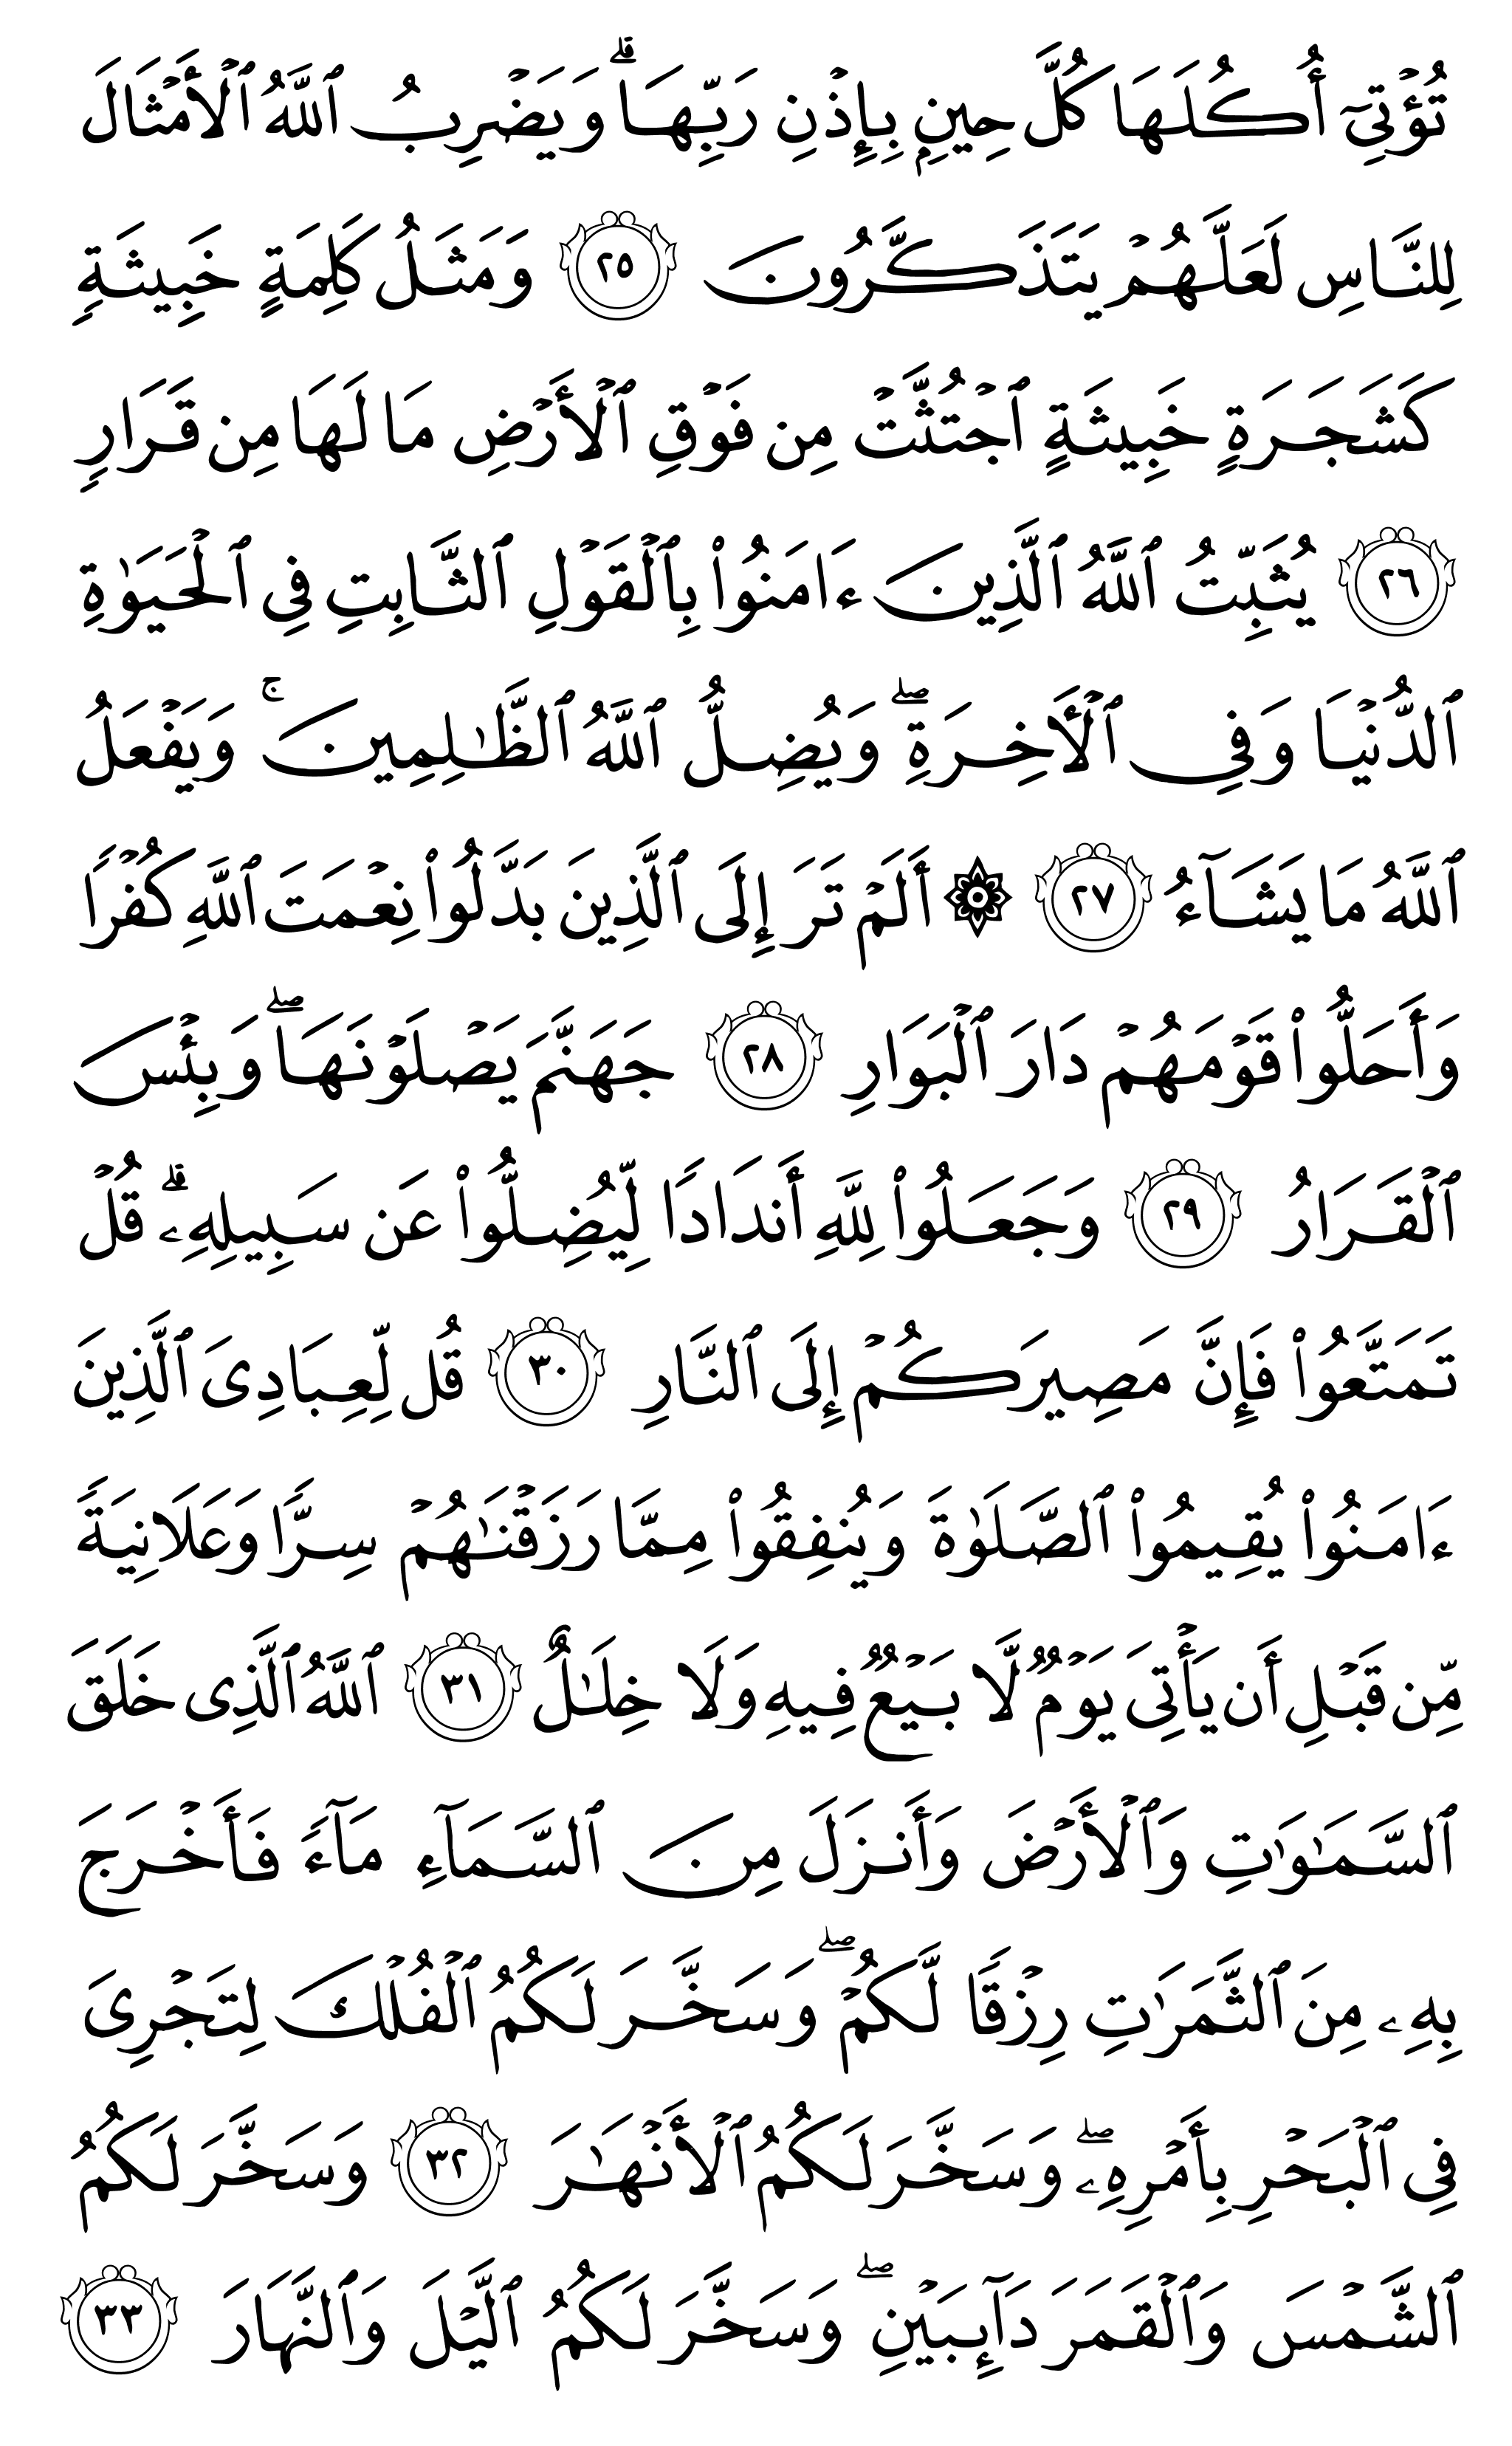 تُؤْتِىٓ أُكُلَهَا كُلَّ حِينٍۭ بِإِذْنِ رَبِّهَا ۗ وَيَضْرِبُ ٱللَّهُ ٱلْأَمْثَالَ
لِلنَّاسِ لَعَلَّهُمْ يَتَذَكَّرُونَ ٢٥ وَمَثَلُ كَلِمَةٍ خَبِيثَةٍ
كَشَجَرَةٍ خَبِيثَةٍ ٱجْتُثَّتْ مِن فَوْقِ ٱلْأَرْضِ مَا لَهَا مِن قَرَارٍ
٢٦ يُثَبِّتُ ٱللَّهُ ٱلَّذِينَ ءَامَنُوا۟ بِٱلْقَوْلِ ٱلثَّابِتِ فِى ٱلْحَيَوٰةِ
ٱلدُّنْيَا وَفِى ٱلْأَخِرَةِ ۖ وَيُضِلُّ ٱللَّهُ ٱلظَّـٰلِمِينَ ۚ وَيَفْعَلُ
ٱللَّهُ مَا يَشَآءُ ٢٧ ۞ أَلَمْ تَرَ إِلَى ٱلَّذِينَ بَدَّلُوا۟ نِعْمَتَ ٱللَّهِ كُفْرًا
وَأَحَلُّوا۟ قَوْمَهُمْ دَارَ ٱلْبَوَارِ ٢٨ جَهَنَّمَ يَصْلَوْنَهَا ۖ وَبِئْسَ
ٱلْقَرَارُ ٢٩ وَجَعَلُوا۟ لِلَّهِ أَندَادًا لِّيُضِلُّوا۟ عَن سَبِيلِهِۦ ۗ قُلْ
تَمَتَّعُوا۟ فَإِنَّ مَصِيرَكُمْ إِلَى ٱلنَّارِ ٣٠ قُل لِّعِبَادِىَ ٱلَّذِينَ
ءَامَنُوا۟ يُقِيمُوا۟ ٱلصَّلَوٰةَ وَيُنفِقُوا۟ مِمَّا رَزَقْنَـٰهُمْ سِرًّا وَعَلَانِيَةً
مِّن قَبْلِ أَن يَأْتِىَ يَوْمٌ لَّا بَيْعٌ فِيهِ وَلَا خِلَـٰلٌ ٣١ ٱللَّهُ ٱلَّذِى خَلَقَ
ٱلسَّمَـٰوَٰتِ وَٱلْأَرْضَ وَأَنزَلَ مِنَ ٱلسَّمَآءِ مَآءً فَأَخْرَجَ
بِهِۦ مِنَ ٱلثَّمَرَٰتِ رِزْقًا لَّكُمْ ۖ وَسَخَّرَ لَكُمُ ٱلْفُلْكَ لِتَجْرِىَ
فِى ٱلْبَحْرِ بِأَمْرِهِۦ ۖ وَسَخَّرَ لَكُمُ ٱلْأَنْهَـٰرَ ٣٢ وَسَخَّرَ لَكُمُ
ٱلشَّمْسَ وَٱلْقَمَرَ دَآئِبَيْنِ ۖ وَسَخَّرَ لَكُمُ ٱلَّيْلَ وَٱلنَّهَارَ ٣٣